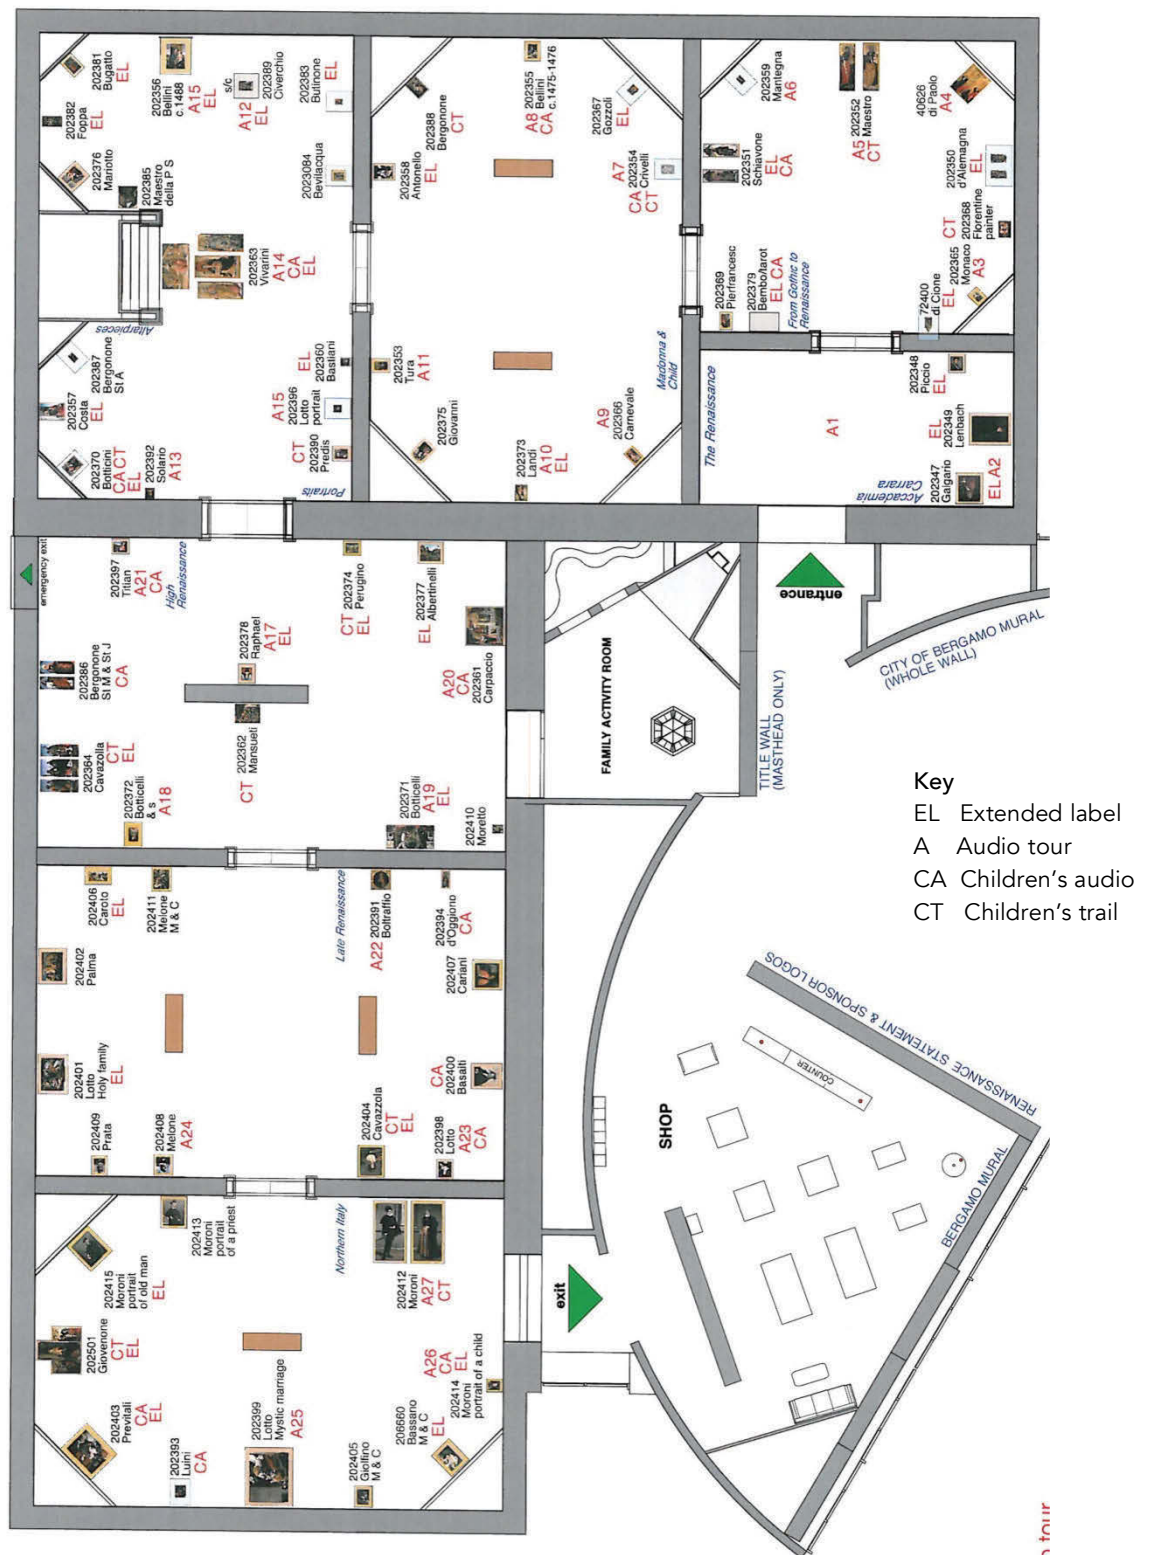 202381
Bugatto
EL
202382
Foppa
EL
202376
Mariotto
202385
Maestro
della P S
202356
Bellini
c.1488
A15
EL
s/c
202389
Civerchio
A12
EL
202383
Butinone
EL
2023084
Bevilacqua
202363
Vivarini
A14
CA
EL
Altarpieces
202387
Bergonone
St A
202357
Costa
EL
202370
Botticini
CA CT
EL
202392
Solario
A13
EL
202360
Bastiani
A15
202396
Lotto
portrait
CT
202390
Predis
Portraits
202388
Bergonone
CT
202358
Antonello
EL
A8 202355
CA Bellini
c.1475-1476
202367
Gozzoli
EL
A7
CA 202354
CT Crivelli
202353
Tura
A11
202375
Giovanni
202373
Landi
A10
EL
A9
202366
Carnevale
Madonna &
Child
202359
Mantegna
A6
202352
Maestro
A5
CT
40626
di Paolo
A4
202351
Schiavone
EL
CA
202350
d'Alemagna
EL
CT 202368
Florentine
painter
202365
Monaco
A3
72400
di Cione
EL
202369
Pierfrancesc
202379
Bembo/tarot
EL CA
From Gothic to
Renaissance
The Renaissance
A1
202348
Piccio
EL
EL
202349
Lenbach
202347
Gaigario
EL A2
Accademia
Carrara
emergency exit
202397
Titian
A21
CA
High
Renaissance
202386
Bergonone
St M & St J
CA
202378
Raphael
A17
EL
CT 202374
EL Perugino
EL 202377
Albertinelli
A20
CA
202361
Carpaccio
202364
Cavazolla
CT
EL
202372
Botticelli
& s
A18
CT 202362
Mansueti
202371
Botticelli
A19
EL
202410
Moretto
FAMILY ACTIVITY ROOM
TITLE WALL
(MASTHEAD ONLY)
entrance
CITY OF BERGAMO MURAL
(WHOLE WALL)
202406
Caroto
EL
202411
Melone
M & C
202402
Palma
Late Renaissance
A22 202391
Boltraffio
202394
d'Oggiono
CA
202407
Cariani
202401
Lotto
Holy family
EL
202409
Prata
202408
Melone
A24
CA
202400
Basaiti
202404
Cavazzola
CT
EL
202398
Lotto
A23
CA
202413
Moroni
portrait
of a priest
Northern Italy
202415
Moroni
portrait
of old man
EL
202501
Giovenone
CT
EL
202403
Previtali
CA
EL
202393
Luini
CA
202399
Lotto
Mystic marriage
A25
202412
Moroni
A27
CT
A26
CA
EL
202414
Moroni
portrait of a child
206660
Bassano
M & C
EL
202405
Giolfino
M & C
exit
SHOP
COUNTER
RENAISSANCE STATEMENT & SPONSOR LOGOS
BERGAMO MURAL
Key
EL Extended label
A Audio tour
CA Children's audio
CT Children's trail
tour